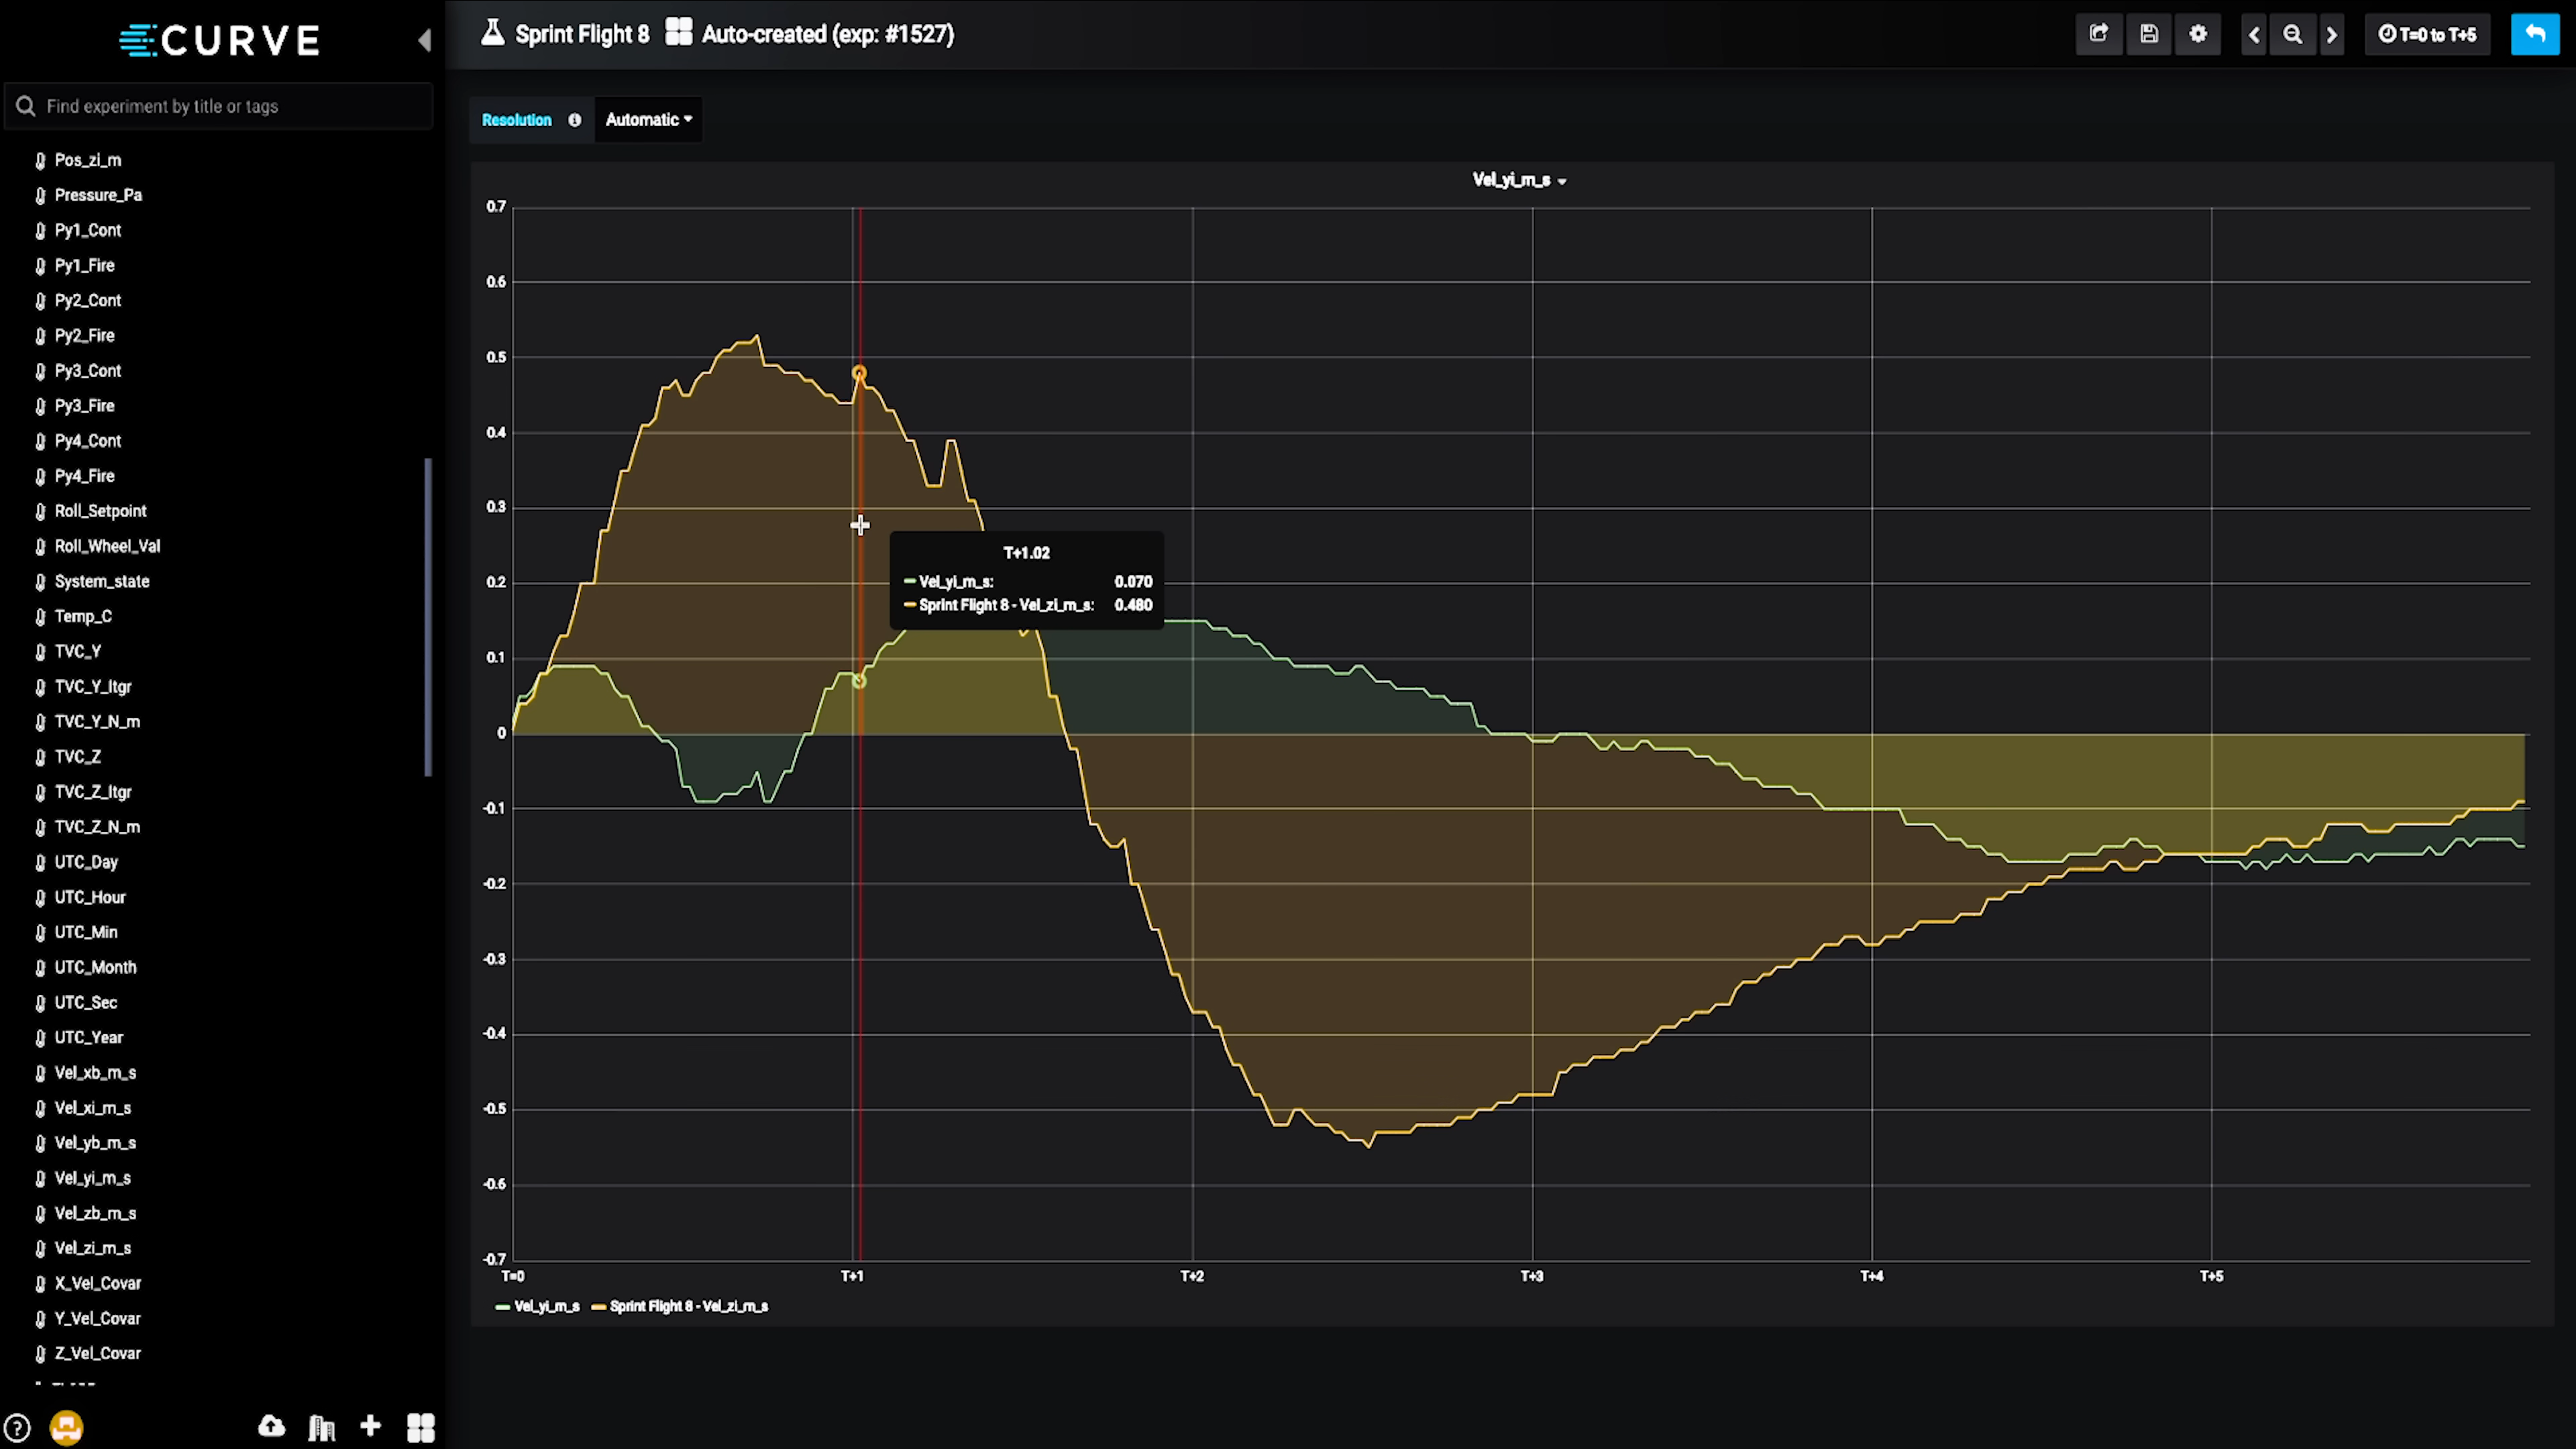 CURVE
Sprint Flight 8 Auto-created (exp: #1527)
T=0 to T+5
Find experiment by title or tags
Resolution Automatic
Pos_zi_m
Pressure_Pa
Py1_Cont
Py1_Fire
Py2_Cont
Py2_Fire
Py3_Cont
Py3_Fire
Py4_Cont
Py4_Fire
Roll_Setpoint
Roll_Wheel_Val
System_state
Temp_C
TVC_Y
TVC_Y_Itgr
TVC_Y_N_m
TVC_Z
TVC_Z_Itgr
TVC_Z_N_m
UTC_Day
UTC_Hour
UTC_Min
UTC_Month
UTC_Sec
UTC_Year
Vel_xb_m_s
Vel_xi_m_s
Vel_yb_m_s
Vel_yi_m_s
Vel_zb_m_s
Vel_zi_m_s
X_Vel_Covar
Y_Vel_Covar
Z_Vel_Covar
Vel_yi_m_s
0.7
0.6
0.5
0.4
0.3
0.2
0.1
0
-0.1
-0.2
-0.3
-0.4
-0.5
-0.6
-0.7
T+1.02
Vel_yi_m_s: 0.070
Sprint Flight 8 - Vel_zi_m_s: 0.480
T=0 T+1 T+2 T+3 T+4 T+5
Vel_yi_m_s Sprint Flight 8 - Vel_zi_m_s